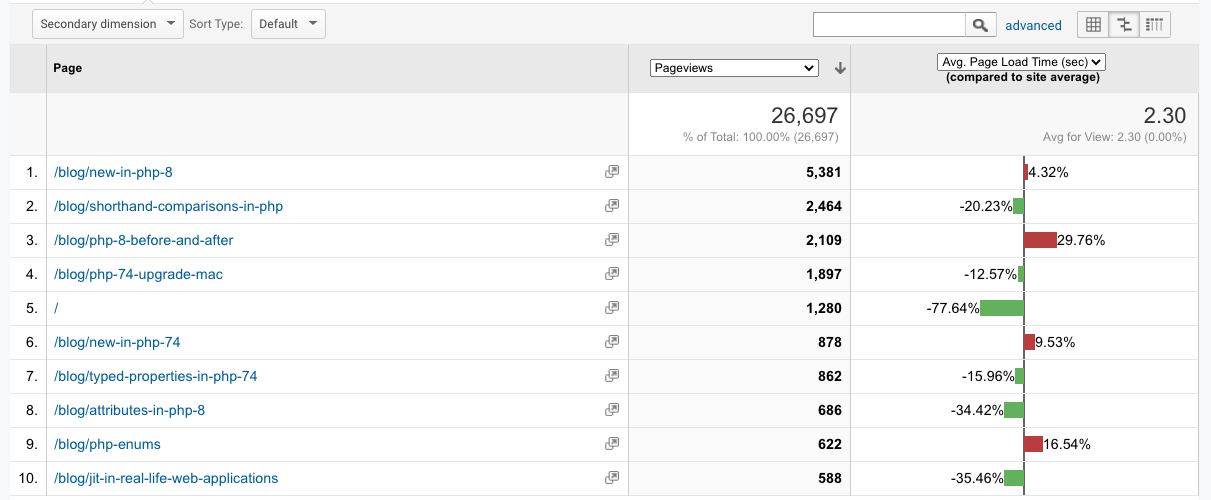 Secondary dimension Sort Type: Default advanced
Page Pageviews Avg. Page Load Time (sec)
(compared to site average)
26,697 2.30
% of Total: 100.00% (26,697) Avg for View: 2.30 (0.00%)
1. /blog/new-in-php-8 5,381 4.32%
2. /blog/shorthand-comparisons-in-php 2,464 -20.23%
3. /blog/php-8-before-and-after 2,109 29.76%
4. /blog/php-74-upgrade-mac 1,897 -12.57%
5. / 1,280 -77.64%
6. /blog/new-in-php-74 878 9.53%
7. /blog/typed-properties-in-php-74 862 -15.96%
8. /blog/attributes-in-php-8 686 -34.42%
9. /blog/php-enums 622 16.54%
10. /blog/jit-in-real-life-web-applications 588 -35.46%